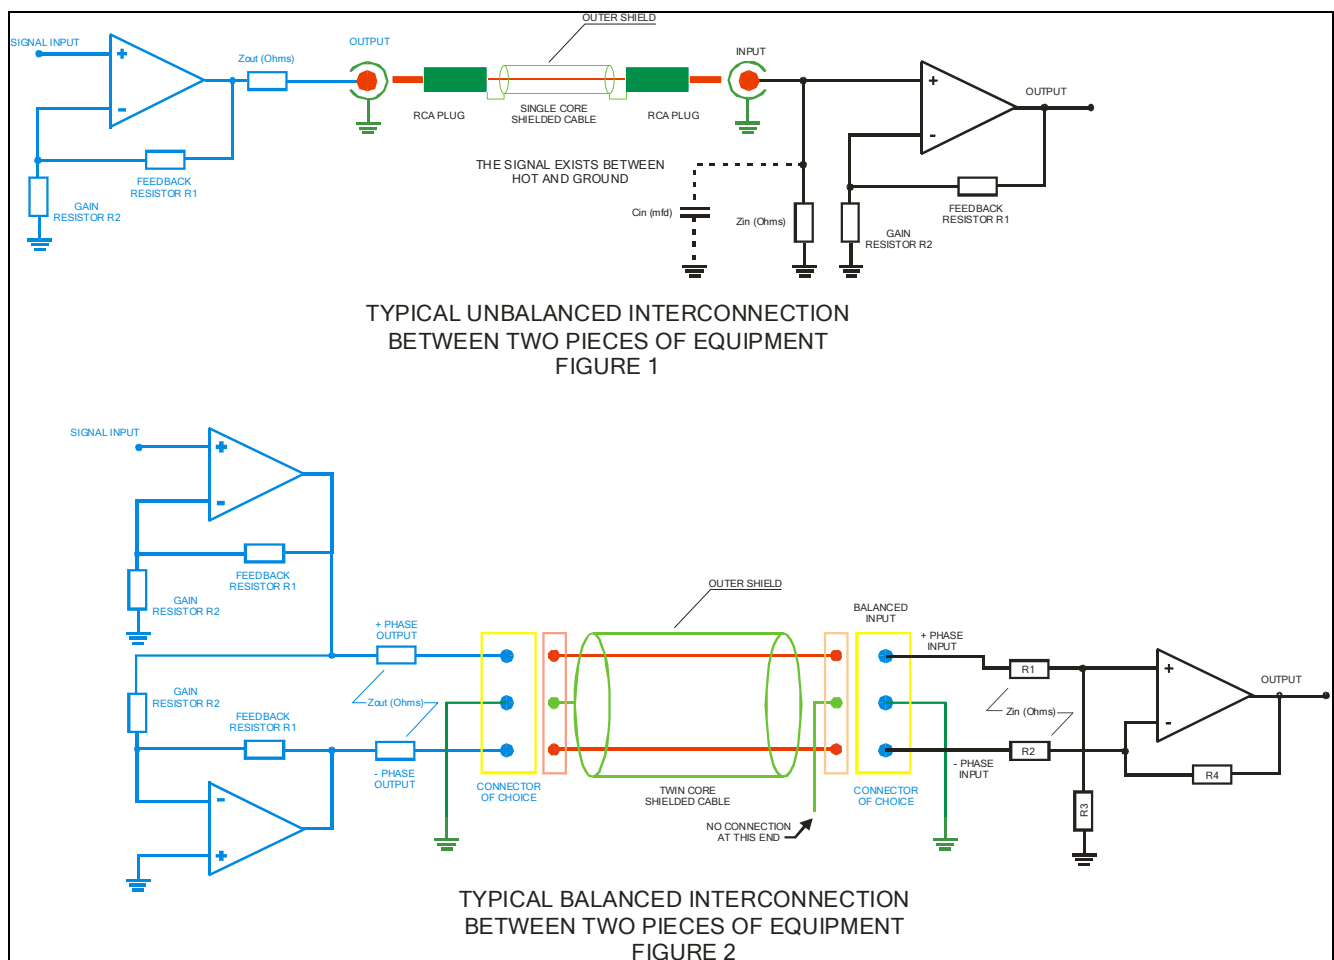 OUTER SHIELD
SIGNAL INPUT
OUTPUT
INPUT
Zout (Ohms)
+
-
RCA PLUG
SINGLE CORE
SHIELDED CABLE
RCA PLUG
+
-
OUTPUT
FEEDBACK
RESISTOR R1
GAIN
RESISTOR R2
THE SIGNAL EXISTS BETWEEN
HOT AND GROUND
Cin (mfd)
Zin (Ohms)
FEEDBACK
RESISTOR R1
GAIN
RESISTOR R2
TYPICAL UNBALANCED INTERCONNECTION
BETWEEN TWO PIECES OF EQUIPMENT
FIGURE 1
SIGNAL INPUT
+
-
FEEDBACK
RESISTOR R1
GAIN
RESISTOR R2
+ PHASE
OUTPUT
GAIN
RESISTOR R2
Zout (Ohms)
FEEDBACK
RESISTOR R1
- PHASE
OUTPUT
-
+
CONNECTOR
OF CHOICE
OUTER SHIELD
TWIN CORE
SHIELDED CABLE
NO CONNECTION
AT THIS END
BALANCED
INPUT
CONNECTOR
OF CHOICE
+ PHASE
INPUT
R1
Zin (Ohms)
R2
- PHASE
INPUT
+
-
OUTPUT
R4
R3
TYPICAL BALANCED INTERCONNECTION
BETWEEN TWO PIECES OF EQUIPMENT
FIGURE 2